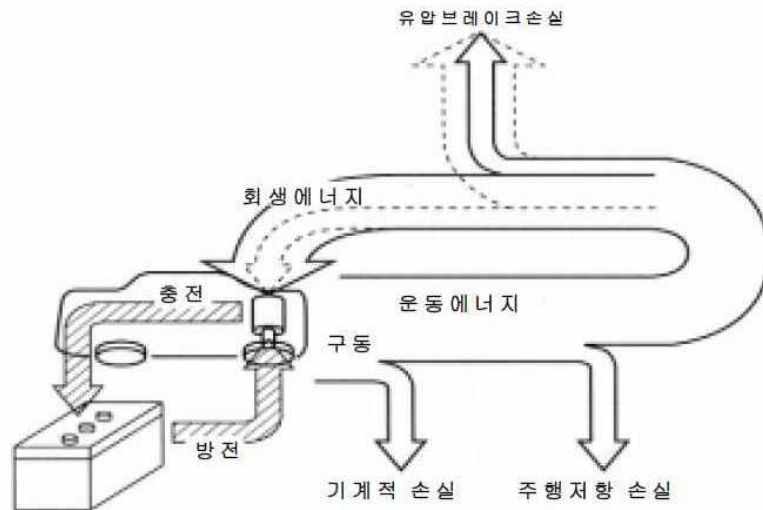 유압브레이크손실
회생에너지
충전
운동에너지
구동
방전
기계적 손실
주행저항 손실